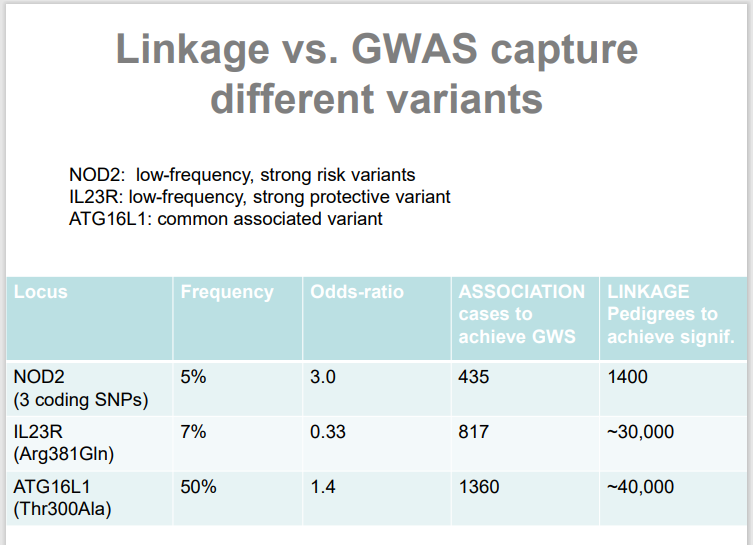 Linkage vs. GWAS capture
different variants
NOD2:  low-frequency, strong risk variants
IL23R: low-frequency, strong protective variant
ATG16L1: common associated variant
Locus Frequency Odds-ratio ASSOCIATION cases to achieve GWS LINKAGE Pedigrees to achieve signif.
NOD2 (3 coding SNPs) 5% 3.0 435 1400
IL23R (Arg381Gln) 7% 0.33 817 ~30,000
ATG16L1 (Thr300Ala) 50% 1.4 1360 ~40,000